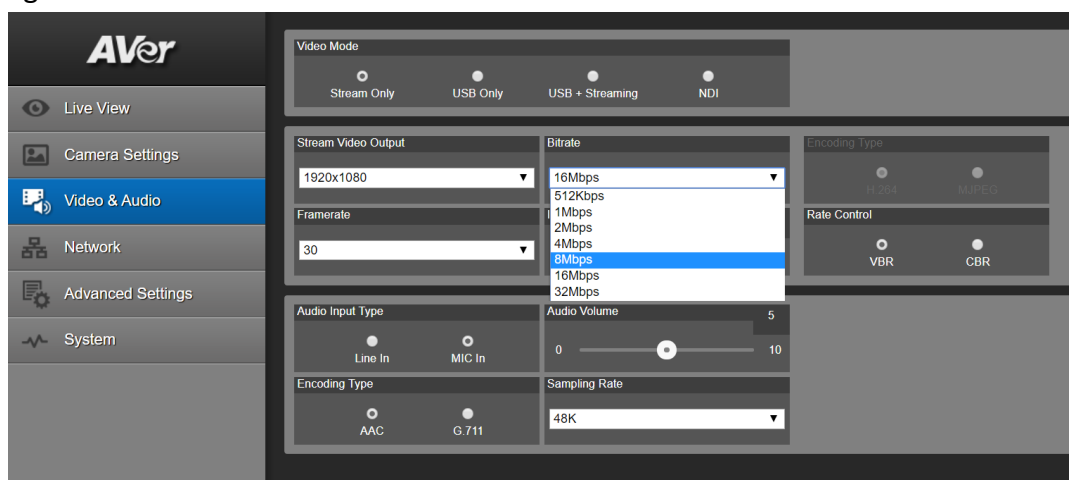 AVer
Live View
Camera Settings
Video & Audio
Network
Advanced Settings
System
Video Mode
Stream Only USB Only USB + Streaming NDI
Stream Video Output Bitrate Encoding Type
1920x1080 16Mbps H.264 MJPEG
512Kbps
1Mbps
2Mbps
4Mbps
8Mbps
16Mbps
32Mbps
Framerate Rate Control
30 VBR CBR
Audio Input Type Audio Volume 5
Line In MIC In 0 10
Encoding Type Sampling Rate
AAC G.711 48K